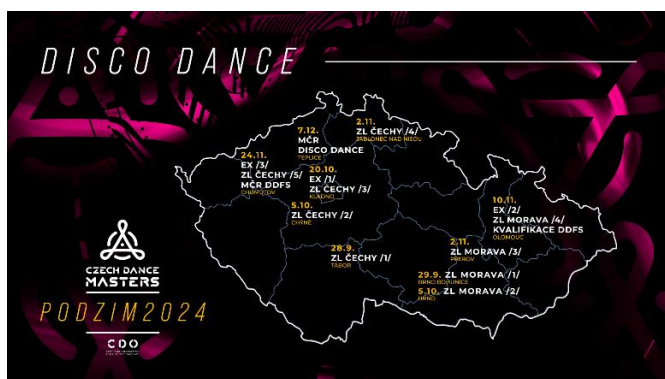 DISCO DANCE
7.12.
MČR
DISCO DANCE
TEPLICE
2.11.
ZL ČECHY /4/
JABLONEC NAD NISOU
24.11.
EX /3/
ZL ČECHY /5/
MČR DDFS
CHOMUTOV
20.10.
EX /1/
ZL ČECHY /3/
KLADNO
5.10.
ZL ČECHY /2/
CHÝNĚ
10.11.
EX /2/
ZL MORAVA /4/
KVALIFIKACE DDFS
OLOMOUC
28.9.
ZL ČECHY /1/
TÁBOR
2.11.
ZL MORAVA /3/
PŘEROV
29.9. ZL MORAVA /1/
BRNO BOHUNICE
5.10. ZL MORAVA /2/
BRNO
CZECH DANCE
MASTERS
PODZIM2024
CDO